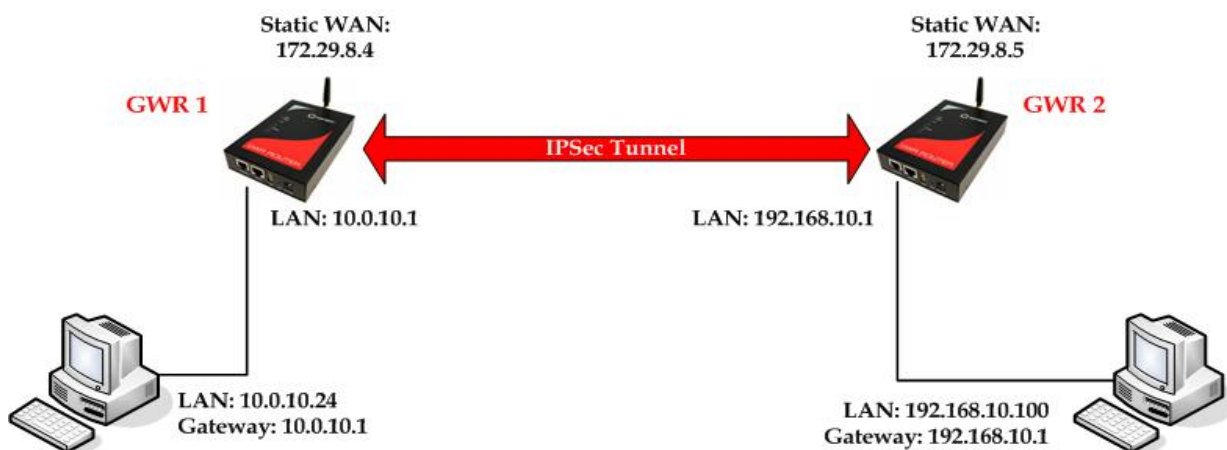 Static WAN:
172.29.8.4
Static WAN:
172.29.8.5
GWR 1
GWR 2
IPSec Tunnel
LAN: 10.0.10.1
LAN: 192.168.10.1
LAN: 10.0.10.24
Gateway: 10.0.10.1
LAN: 192.168.10.100
Gateway: 192.168.10.1